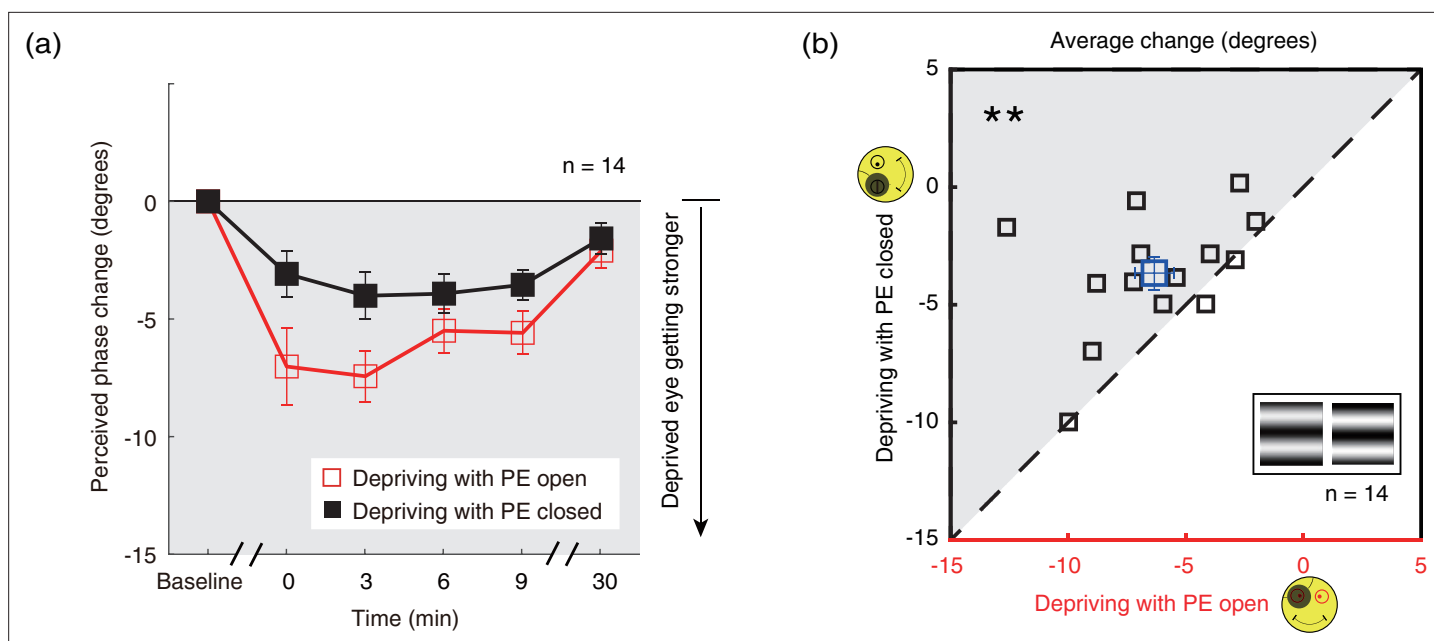 (a)
n = 14
Perceived phase change (degrees)
0
-5
-10
-15
Depriving with PE open
Depriving with PE closed
Baseline
0
3
6
9
30
Time (min)
Deprived eye getting stronger
(b)
Average change (degrees)
**
Depriving with PE closed
5
0
-5
-10
-15
n = 14
-15
-10
-5
0
5
Depriving with PE open